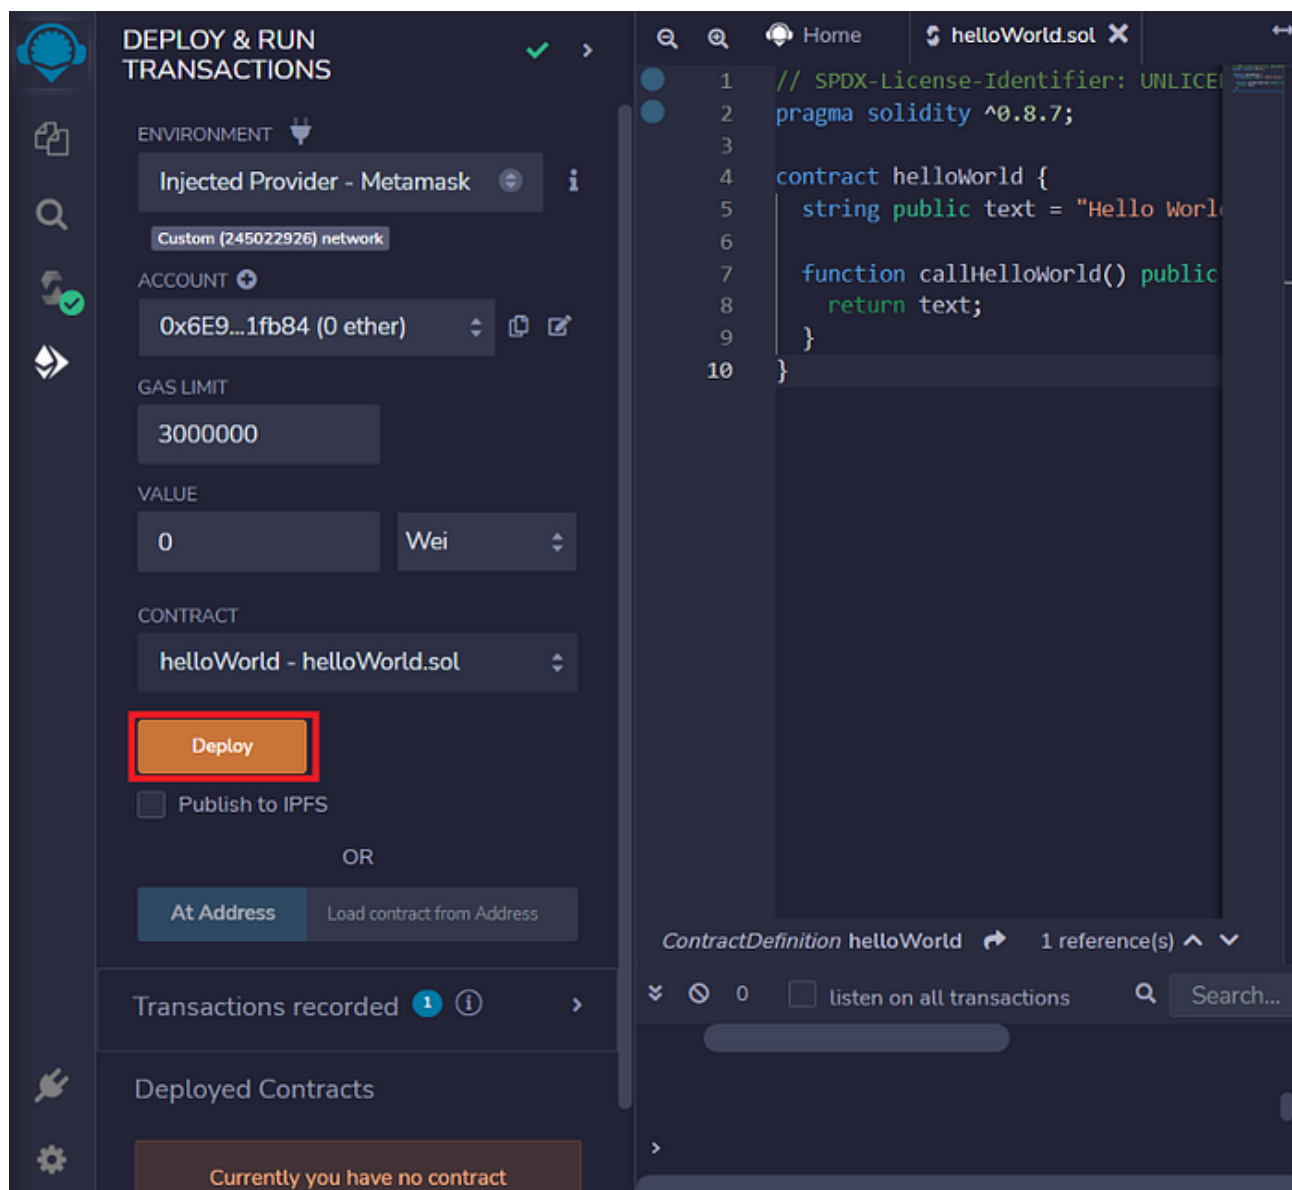 DEPLOY & RUN
TRANSACTIONS
ENVIRONMENT
Injected Provider - Metamask
Custom (245022926) network
ACCOUNT
0x6E9...1fb84 (0 ether)
GAS LIMIT
3000000
VALUE
0 Wei
CONTRACT
helloWorld - helloWorld.sol
Deploy
Publish to IPFS
OR
At Address Load contract from Address
Transactions recorded 1
Deployed Contracts
Currently you have no contract
Home helloWorld.sol
1 // SPDX-License-Identifier:
2 pragma solidity ^0.8.7;
3
4 contract helloWorld {
5 string public text = "Hello
6
7 function callHelloWorld() public
8 return text;
9 }
10 }
ContractDefinition helloWorld 1 reference(s)
0 listen on all transactions Search...
>